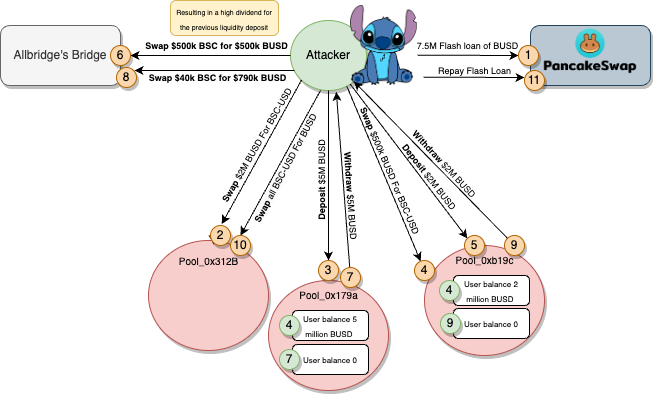 Resulting in a high dividend for
the previous liquidity deposit
Allbridge's Bridge
6
8
Swap $500k BSC for $500k BUSD
Swap $40k BSC for $790k BUSD
Attacker
7.5M Flash loan of BUSD
Repay Flash Loan
1
11
PancakeSwap
Swap $2M BUSD For BSC-USD
Swap all BSC-USD For BUSD
Deposit $5M BUSD
Withdraw $5M BUSD
Swap $500k BUSD For BSC-USD
Deposit $2M BUSD
Withdraw $2M BUSD
2
10
Pool_0x312B
3
7
Pool_0x179a
4
User balance 5
million BUSD
7
User balance 0
4
5
9
Pool_0xb19c
4
User balance 2
million BUSD
9
User balance 0